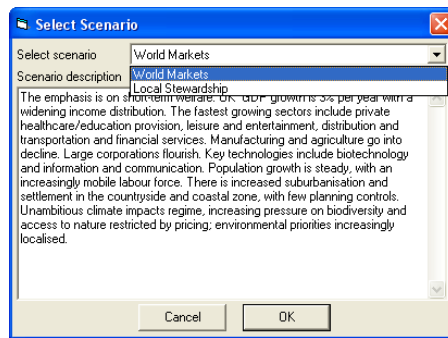 Select Scenario
Select scenario World Markets
World Markets
Scenario description Local Stewardship
The emphasis is on short-term welfare. UK GDP growth is 3% per year with a
widening income distribution. The fastest growing sectors include private
healthcare/education provision, leisure and entertainment, distribution and
transportation and financial services. Manufacturing and agriculture go into
decline. Large corporations flourish. Key technologies include biotechnology
and information and communication. Population growth is steady, with an
increasingly mobile labour force. There is increased suburbanisation and
settlement in the countryside and coastal zone, with few planning controls.
Unambitious climate impacts regime, increasing pressure on biodiversity and
access to nature restricted by pricing; environmental priorities increasingly
localised.
Cancel OK